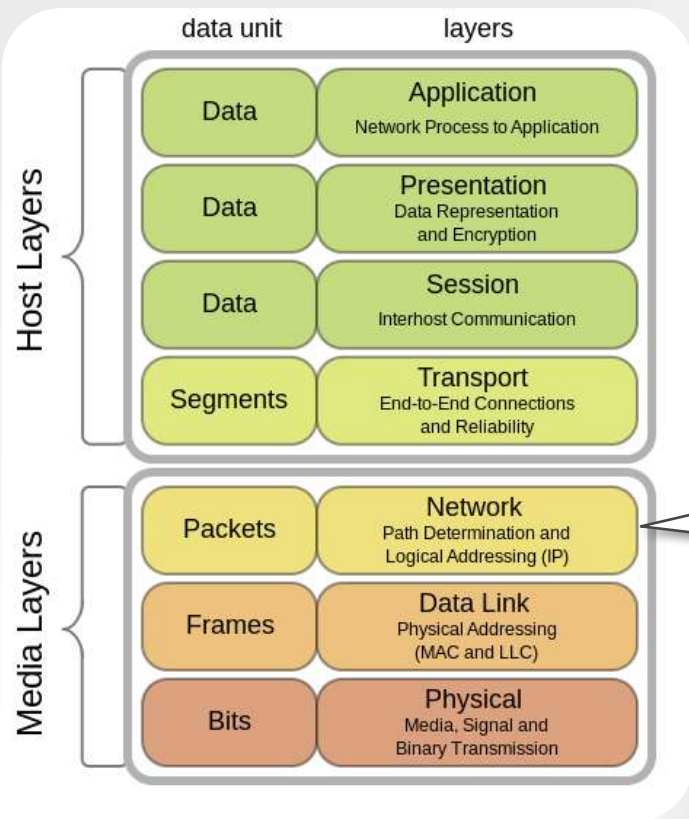 data unit
layers
Host Layers
Data
Application
Network Process to Application
Data
Presentation
Data Representation
and Encryption
Data
Session
Interhost Communication
Segments
Transport
End-to-End Connections
and Reliability
Media Layers
Packets
Network
Path Determination and
Logical Addressing (IP)
Frames
Data Link
Physical Addressing
(MAC and LLC)
Bits
Physical
Media, Signal and
Binary Transmission